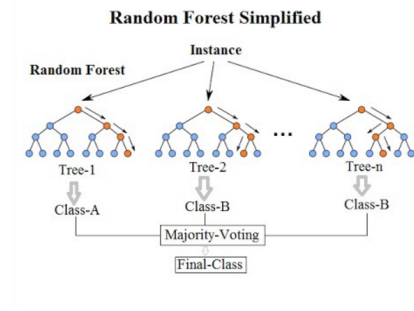 Random Forest Simplified
Instance
Random Forest
Tree-1
Tree-2
...
Tree-n
Class-A
Class-B
Class-B
Majority-Voting
Final-Class